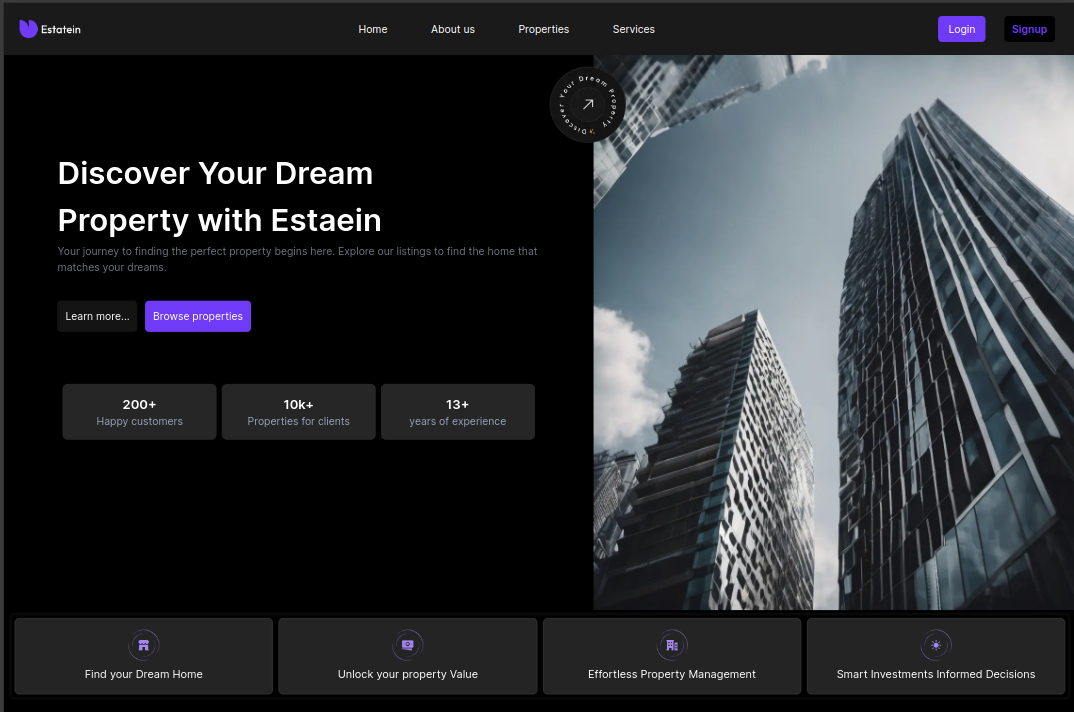 Estatein
Home
About us
Properties
Services
Login
Signup
Discover Your Dream Property
Discover Your Dream
Property with Estaein
Your journey to finding the perfect property begins here. Explore our listings to find the home that
matches your dreams.
Learn more...
Browse properties
200+
Happy customers
10k+
Properties for clients
13+
years of experience
Find your Dream Home
Unlock your property Value
Effortless Property Management
Smart Investments Informed Decisions